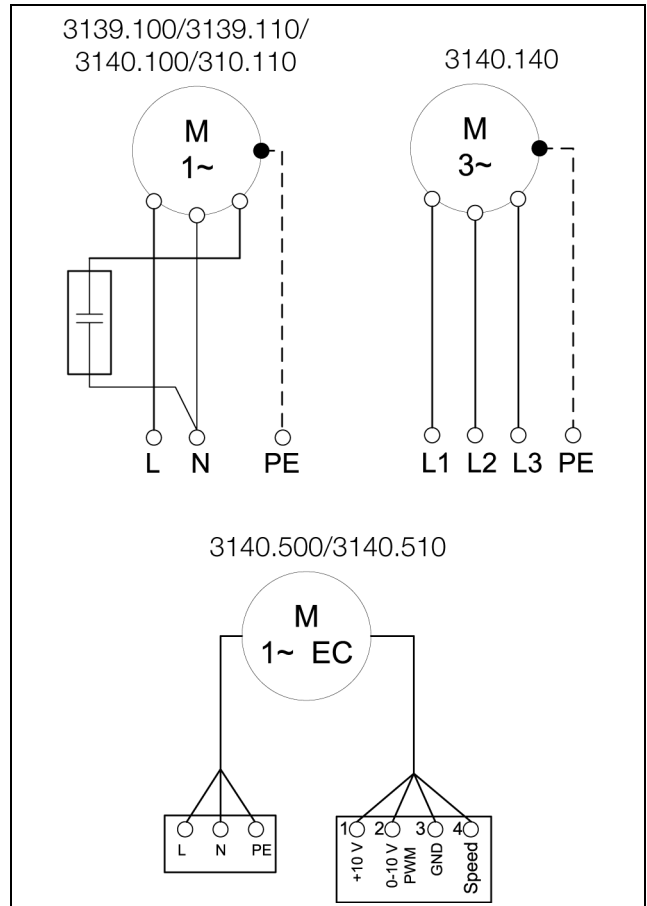 3139.100/3139.110/
3140.100/310.110
M
1~
L N PE
3140.140
M
3~
L1 L2 L3 PE
3140.500/3140.510
M
1~ EC
L N PE
1 2 3 4
+10 V
0-10 V
PWM
GND
Speed